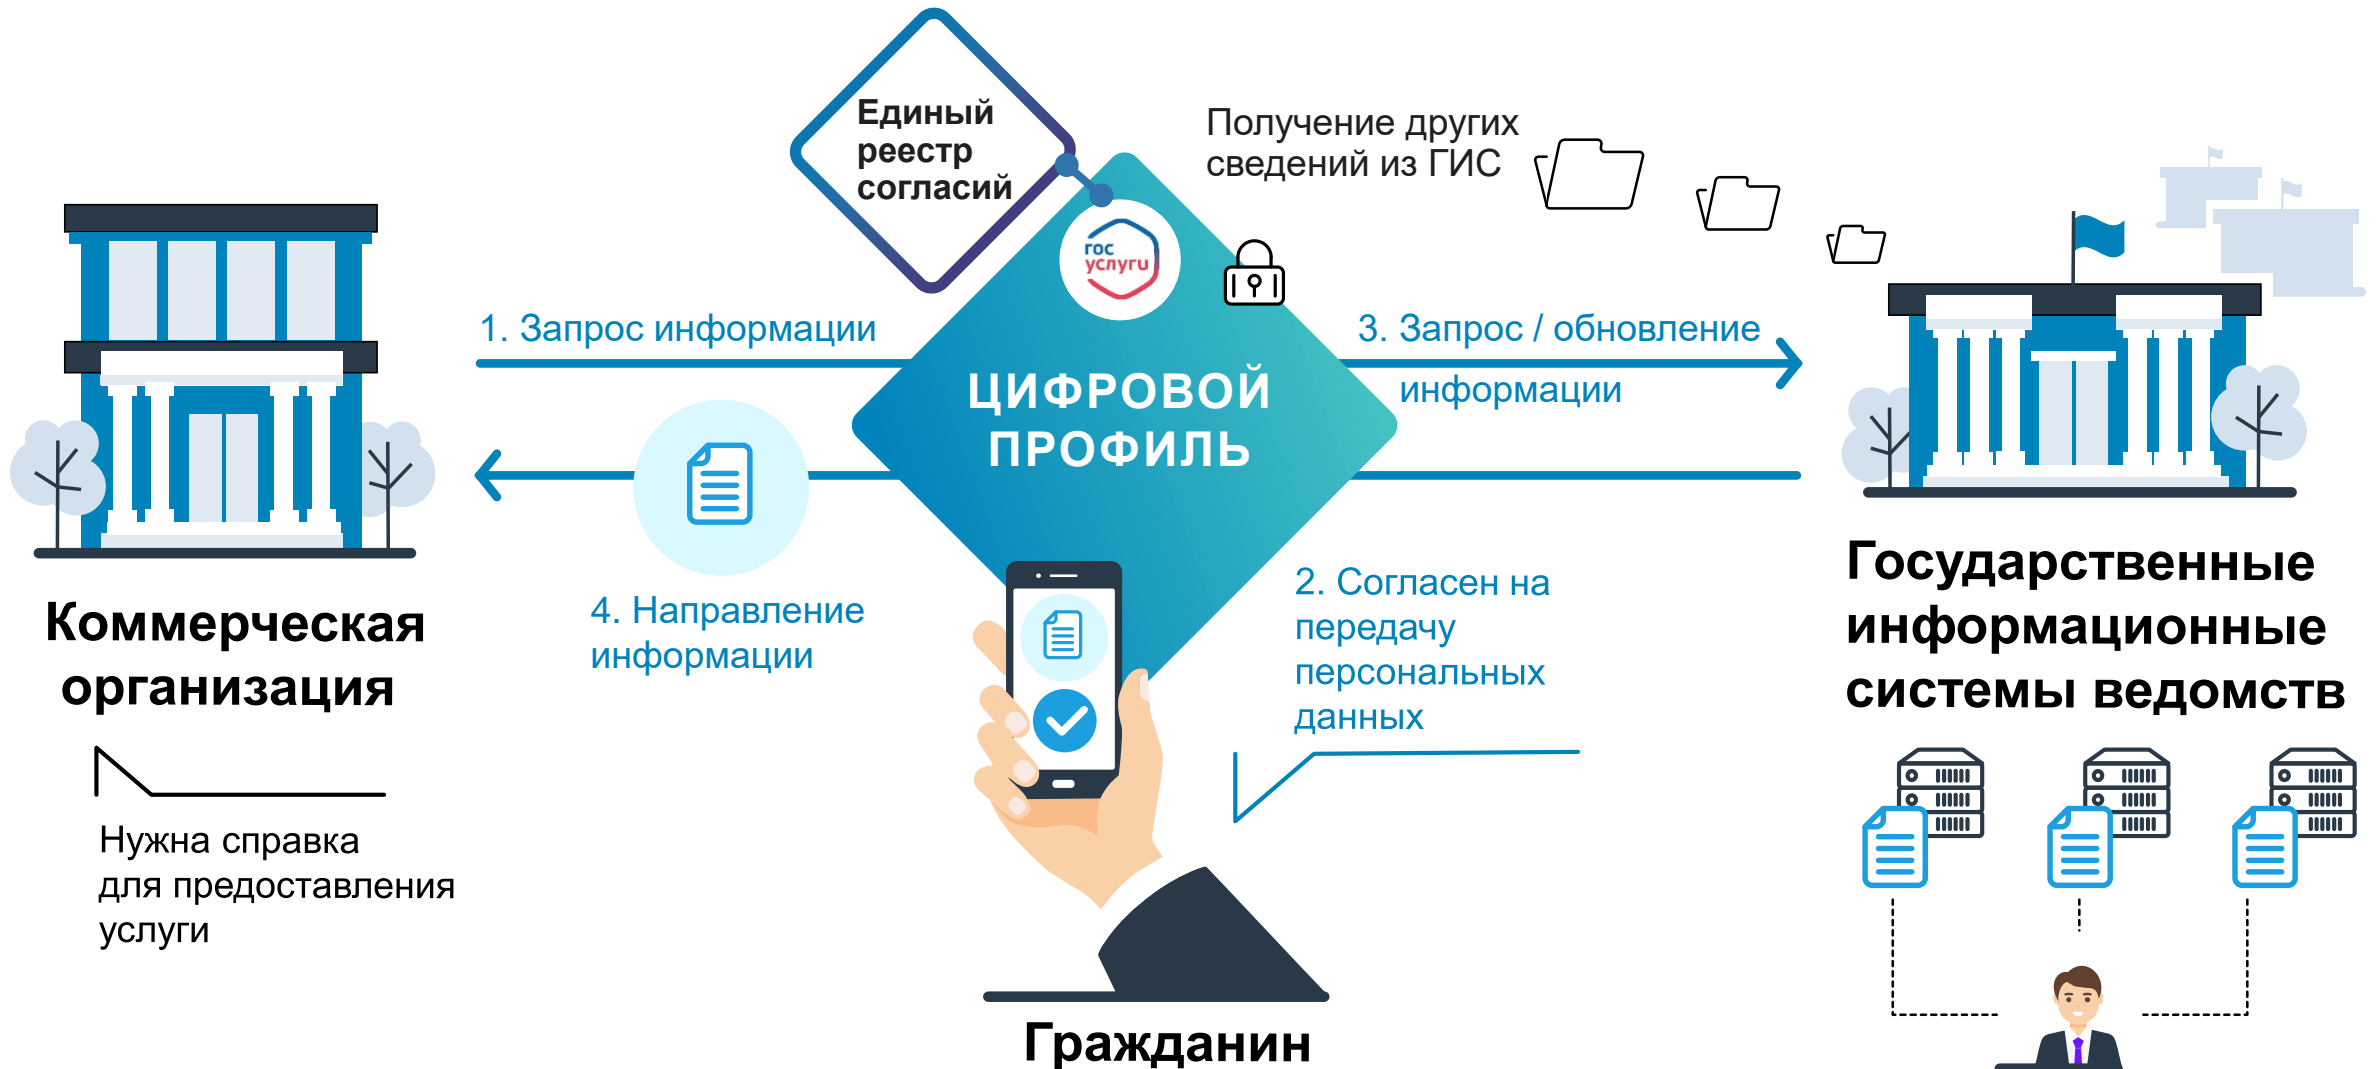 Единый
реестр
согласий
Получение других
сведений из ГИС
гос
услуги
1. Запрос информации
3. Запрос / обновление
информации
ЦИФРОВОЙ
ПРОФИЛЬ
4. Направление
информации
2. Согласен на
передачу
персональных
данных
Коммерческая
организация
Государственные
информационные
системы ведомств
Нужна справка
для предоставления
услуги
Гражданин